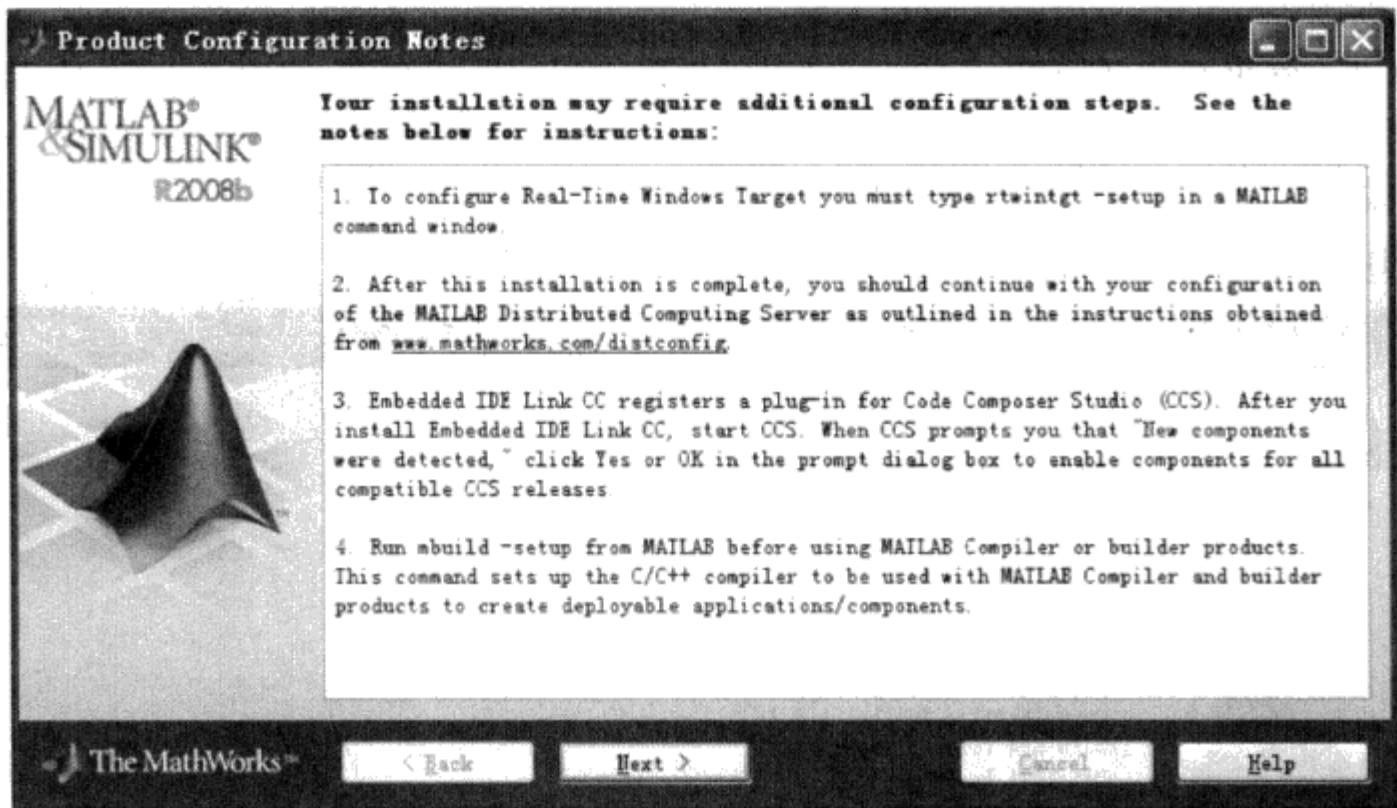 Product Configuration Notes
MATLAB®
&SIMULINK®
R2008b
Your installation may require additional configuration steps. See the
notes below for instructions:
1. To configure Real-Time Windows Target you must type rtwintgt -setup in a MATLAB
command window.
2. After this installation is complete, you should continue with your configuration
of the MATLAB Distributed Computing Server as outlined in the instructions obtained
from www.mathworks.com/distconfig.
3. Embedded IDE Link CC registers a plug-in for Code Composer Studio (CCS). After you
install Embedded IDE Link CC, start CCS. When CCS prompts you that "New components
were detected," click Yes or OK in the prompt dialog box to enable components for all
compatible CCS releases.
4. Run mbuild -setup from MATLAB before using MATLAB Compiler or builder products.
This command sets up the C/C++ compiler to be used with MATLAB Compiler and builder
products to create deployable applications/components.
The MathWorks™
< Back
Next >
Cancel
Help